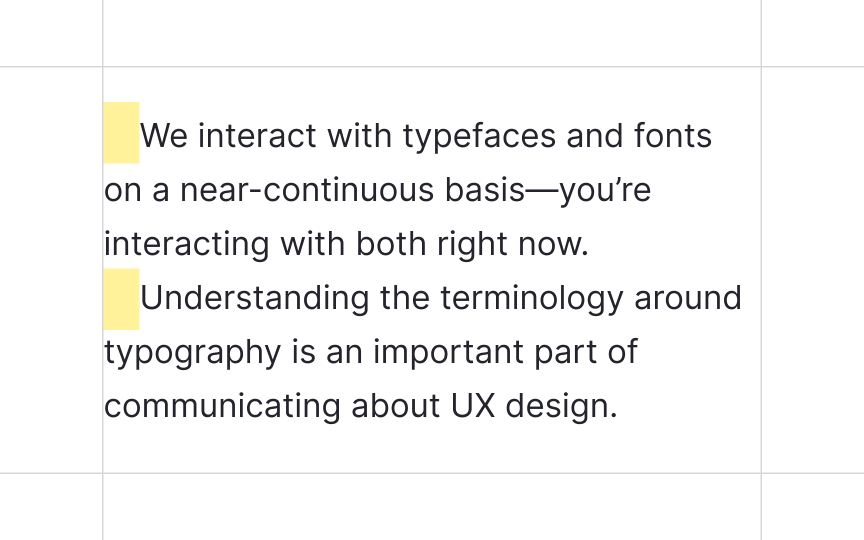 We interact with typefaces and fonts
on a near-continuous basis—you’re
interacting with both right now.
Understanding the terminology around
typography is an important part of
communicating about UX design.